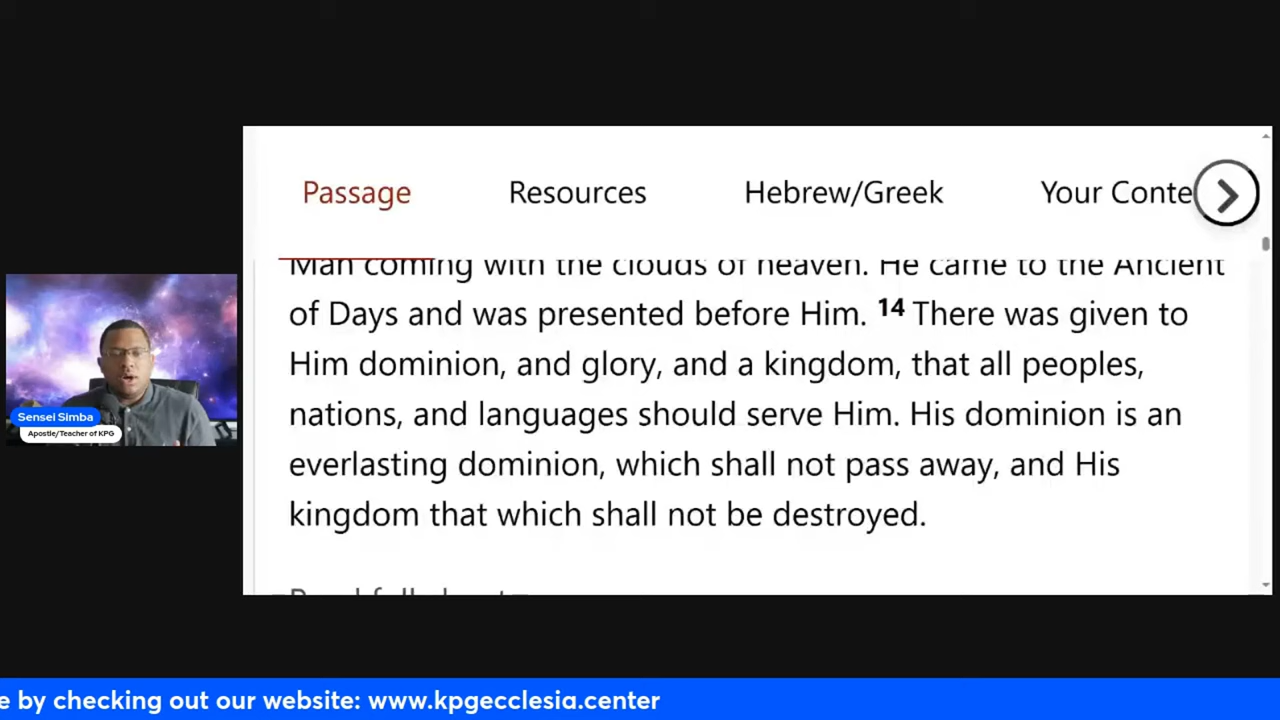 Passage
Resources
Hebrew/Greek
Your Conte
Man coming with the clouds of heaven. He came to the Ancient
of Days and was presented before Him. 14 There was given to
Him dominion, and glory, and a kingdom, that all peoples,
nations, and languages should serve Him. His dominion is an
everlasting dominion, which shall not pass away, and His
kingdom that which shall not be destroyed.
Sensei Simba
Apostle/Teacher of KPG
e by checking out our website: www.kpgecclesia.center